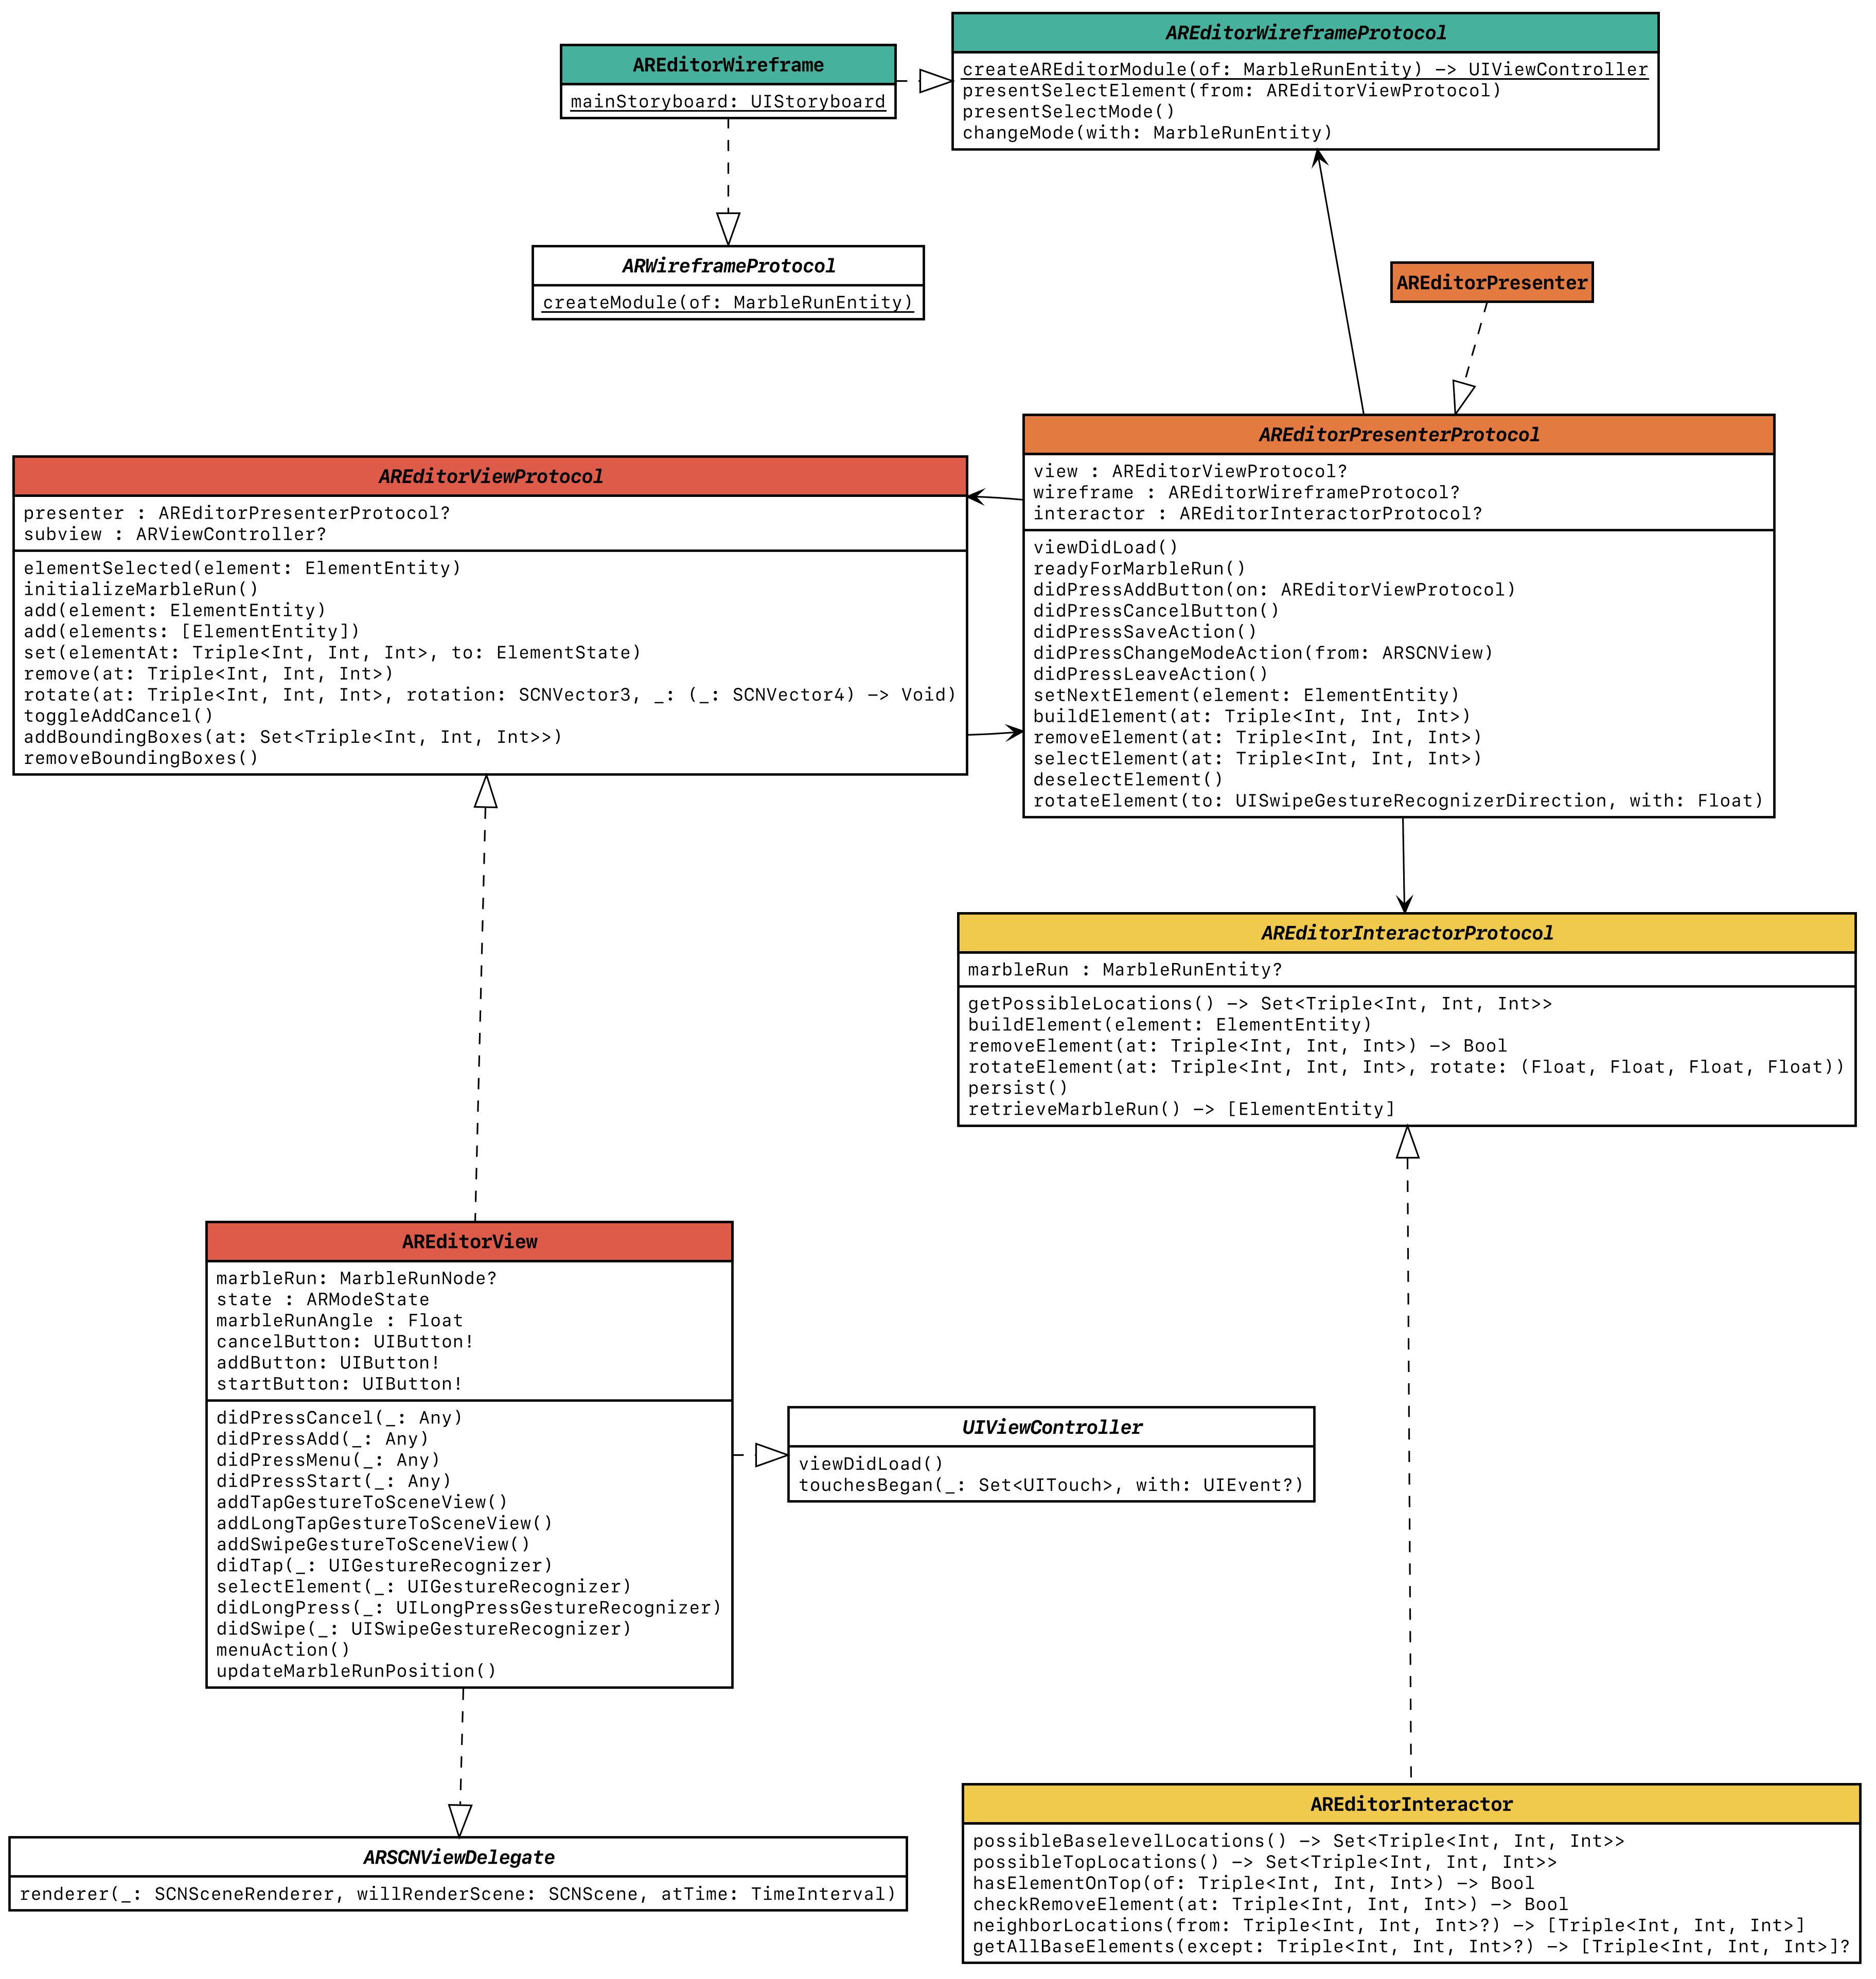 AREditorWireframe
mainStoryboard: UIStoryboard
AREditorWireframeProtocol
createAREditorModule(of: MarbleRunEntity) —> UIViewController
presentSelectElement(from: AREditorViewProtocol)
presentSelectMode()
changeMode(with: MarbleRunEntity)
ARWireframeProtocol
createModule(of: MarbleRunEntity)
AREditorPresenter
AREditorPresenterProtocol
view : AREditorViewProtocol?
wireframe : AREditorWireframeProtocol?
interactor : AREditorInteractorProtocol?
viewDidLoad()
readyForMarbleRun()
didPressAddButton(on: AREditorViewProtocol)
didPressCancelButton()
didPressSaveAction()
didPressChangeModeAction(from: ARSCNView)
didPressLeaveAction()
setNextElement(element: ElementEntity)
buildElement(at: Triple<Int, Int, Int>)
removeElement(at: Triple<Int, Int, Int>)
selectElement(at: Triple<Int, Int, Int>)
deselectElement()
rotateElement(to: UISwipeGestureRecognizerDirection, with: Float)
AREditorViewProtocol
presenter : AREditorPresenterProtocol?
subview : ARViewController?
elementSelected(element: ElementEntity)
initializeMarbleRun()
add(element: ElementEntity)
add(elements: [ElementEntity])
set(elementAt: Triple<Int, Int, Int>, to: ElementState)
remove(at: Triple<Int, Int, Int>)
rotate(at: Triple<Int, Int, Int>, rotation: SCNVector3, _: (_: SCNVector4) —> Void)
toggleAddCancel()
addBoundingBoxes(at: Set<Triple<Int, Int, Int>>)
removeBoundingBoxes()
AREditorInteractorProtocol
marbleRun : MarbleRunEntity?
getPossibleLocations() —> Set<Triple<Int, Int, Int>>
buildElement(element: ElementEntity)
removeElement(at: Triple<Int, Int, Int>) —> Bool
rotateElement(at: Triple<Int, Int, Int>, rotate: (Float, Float, Float, Float))
persist()
retrieveMarbleRun() —> [ElementEntity]
AREditorView
marbleRun: MarbleRunNode?
state : ARModeState
marbleRunAngle : Float
cancelButton: UIButton!
addButton: UIButton!
startButton: UIButton!
didPressCancel(_: Any)
didPressAdd(_: Any)
didPressMenu(_: Any)
didPressStart(_: Any)
addTapGestureToSceneView()
addLongTapGestureToSceneView()
addSwipeGestureToSceneView()
didTap(_: UIGestureRecognizer)
selectElement(_: UIGestureRecognizer)
didLongPress(_: UILongPressGestureRecognizer)
didSwipe(_: UISwipeGestureRecognizer)
menuAction()
updateMarbleRunPosition()
UIViewController
viewDidLoad()
touchesBegan(_: Set<UITouch>, with: UIEvent?)
ARSCNViewDelegate
renderer(_: SCNSceneRenderer, willRenderScene: SCNScene, atTime: TimeInterval)
AREditorInteractor
possibleBaselevelLocations() —> Set<Triple<Int, Int, Int>>
possibleTopLocations() —> Set<Triple<Int, Int, Int>>
hasElementOnTop(of: Triple<Int, Int, Int>) —> Bool
checkRemoveElement(at: Triple<Int, Int, Int>) —> Bool
neighborLocations(from: Triple<Int, Int, Int>?) —> [Triple<Int, Int, Int>]
getAllBaseElements(except: Triple<Int, Int, Int>?) —> [Triple<Int, Int, Int>]?